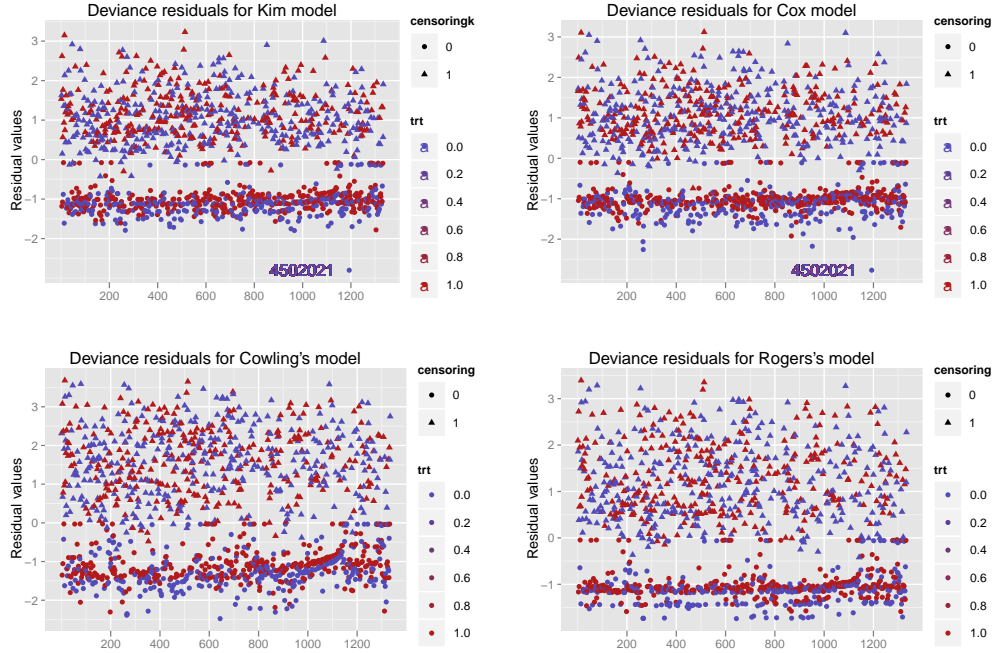 Deviance residuals for Kim model
Residual values
3
2
1
0
−1
−2
4502021
200 400 600 800 1000 1200
censoringk
0
1
trt
a 0.0
a 0.2
a 0.4
a 0.6
a 0.8
a 1.0
Deviance residuals for Cox model
Residual values
3
2
1
0
−1
−2
4502021
200 400 600 800 1000 1200
censoring
0
1
trt
a 0.0
a 0.2
a 0.4
a 0.6
a 0.8
a 1.0
Deviance residuals for Cowling's model
Residual values
3
2
1
0
−1
−2
200 400 600 800 1000 1200
censoring
0
1
trt
0.0
0.2
0.4
0.6
0.8
1.0
Deviance residuals for Rogers's model
Residual values
3
2
1
0
−1
200 400 600 800 1000 1200
censoring
0
1
trt
0.0
0.2
0.4
0.6
0.8
1.0